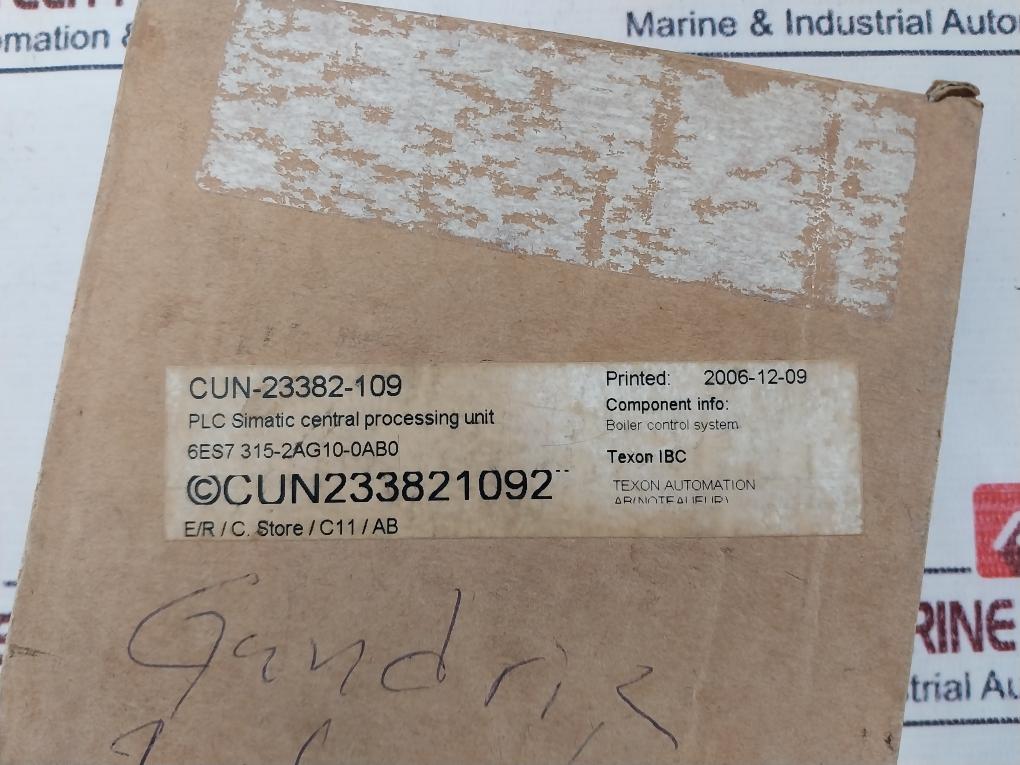 Marine & Industrial Auto
mation &
CUN-23382-109
PLC Simatic central processing unit
6ES7 315-2AG10-0AB0
©CUN233821092
E/R / C. Store / C11 / AB
Printed: 2006-12-09
Component info:
Boiler control system
Texon IBC
TEXON AUTOMATION
RINE
trial Au